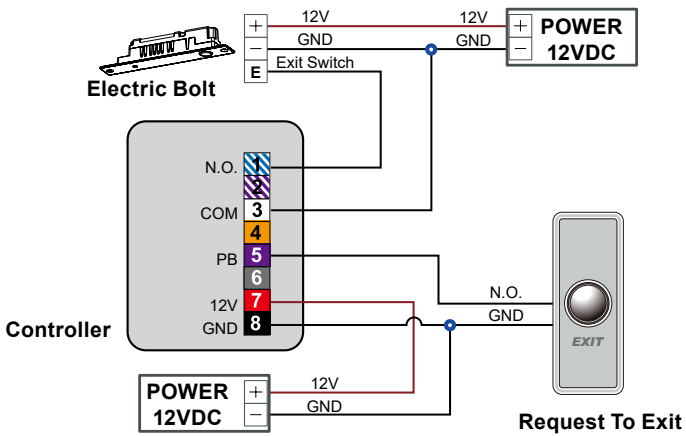 + 12V 12V + POWER
− GND GND − 12VDC
E Exit Switch
Electric Bolt
N.O. 1
2
COM 3
4
PB 5
6
12V 7
GND 8
Controller
N.O.
GND
EXIT
POWER + 12V
12VDC − GND
Request To Exit